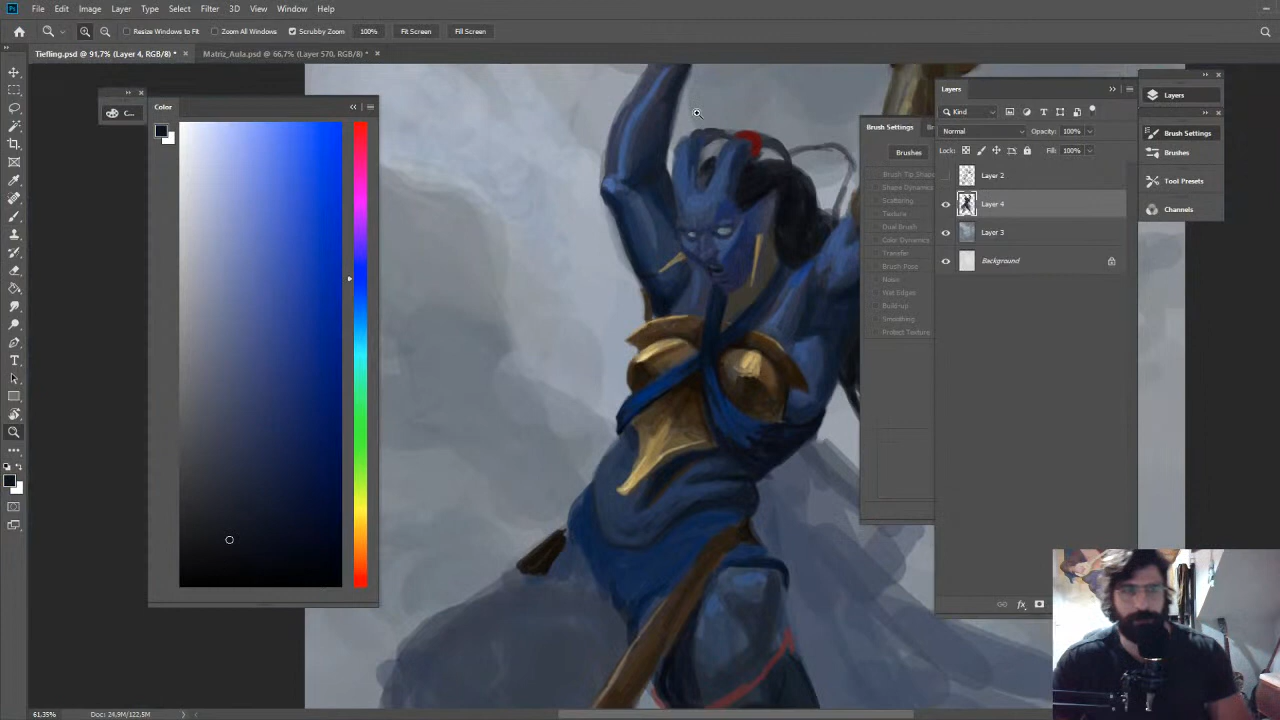 Ps File Edit Image Layer Type Select Filter 3D View Window Help
Resize Windows to Fit Zoom All Windows Scrubby Zoom 100% Fit Screen Fill Screen
Tiefling.psd @ 91,7% (Layer 4, RGB/8) * × Matriz_Aula.psd @ 66,7% (Layer 570, RGB/8) * ×
C...
Color
Brush Settings
Brushes
Brush Tip Shape
Shape Dynamics
Scattering
Texture
Dual Brush
Color Dynamics
Transfer
Brush Pose
Noise
Wet Edges
Build-up
Smoothing
Protect Texture
Layers
Kind
Normal Opacity: 100%
Lock: Fill: 100%
Layer 2
Layer 4
Layer 3
Background
fx
Layers
Brush Settings
Brushes
Tool Presets
Channels
61,35% Doc: 24,9M/122,5M